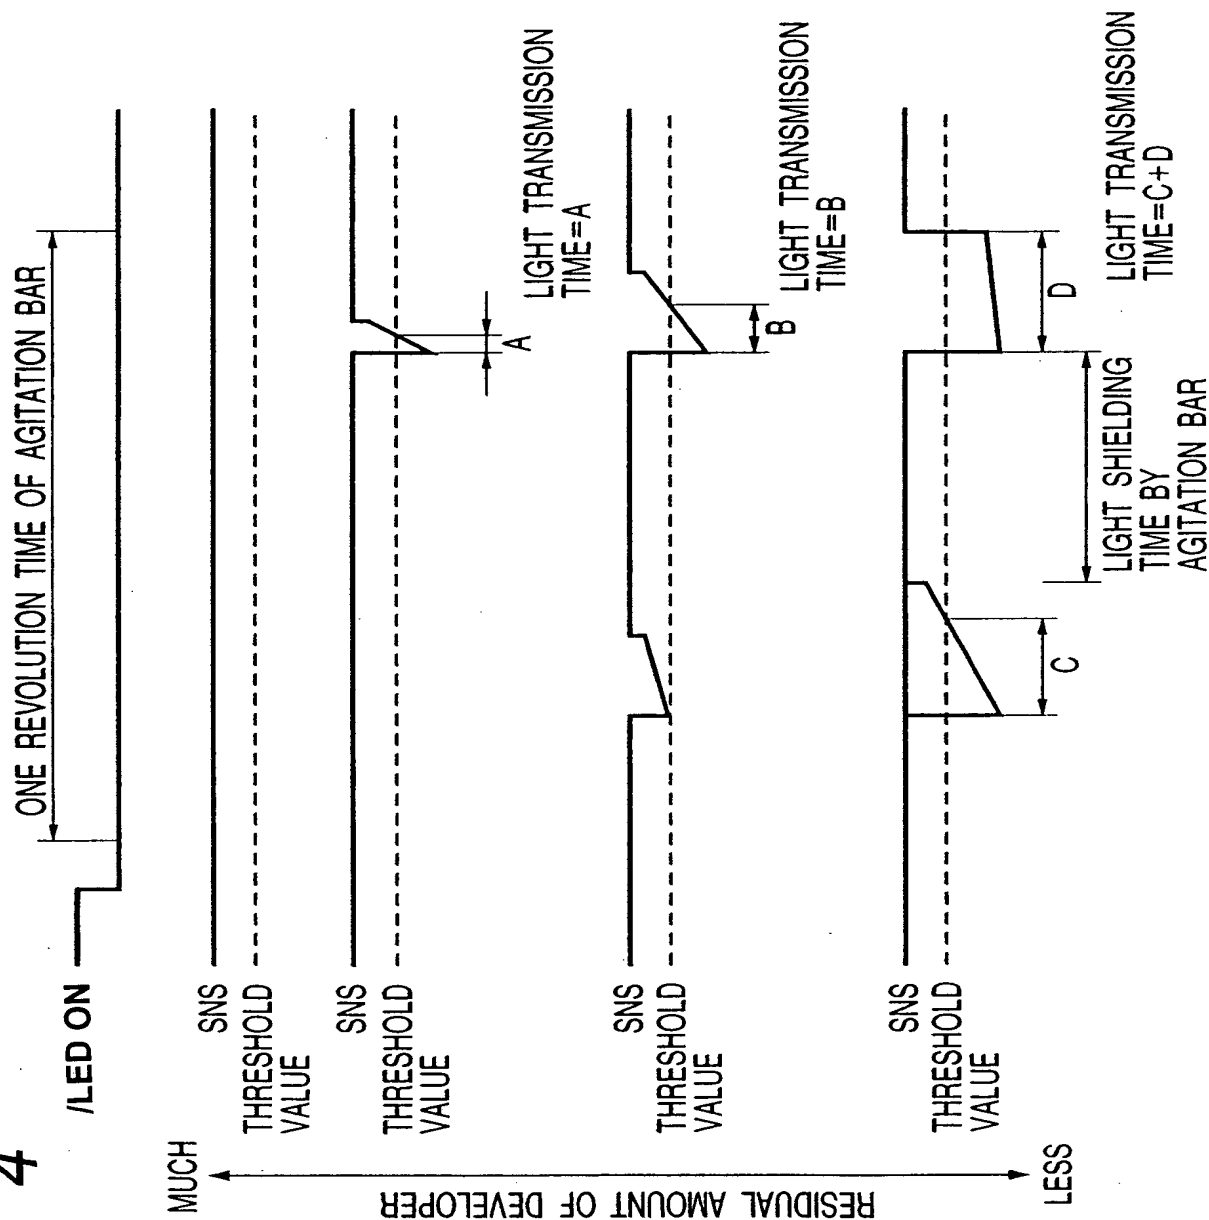 4
ONE REVOLUTION TIME OF AGITATION BAR
/LED ON
MUCH
SNS
THRESHOLD
VALUE
SNS
THRESHOLD
VALUE
A
LIGHT TRANSMISSION
TIME=A
RESIDUAL AMOUNT OF DEVELOPER
SNS
THRESHOLD
VALUE
B
LIGHT TRANSMISSION
TIME=B
SNS
THRESHOLD
VALUE
C
D
LIGHT SHIELDING
TIME BY
AGITATION BAR
LIGHT TRANSMISSION
TIME=C+D
LESS